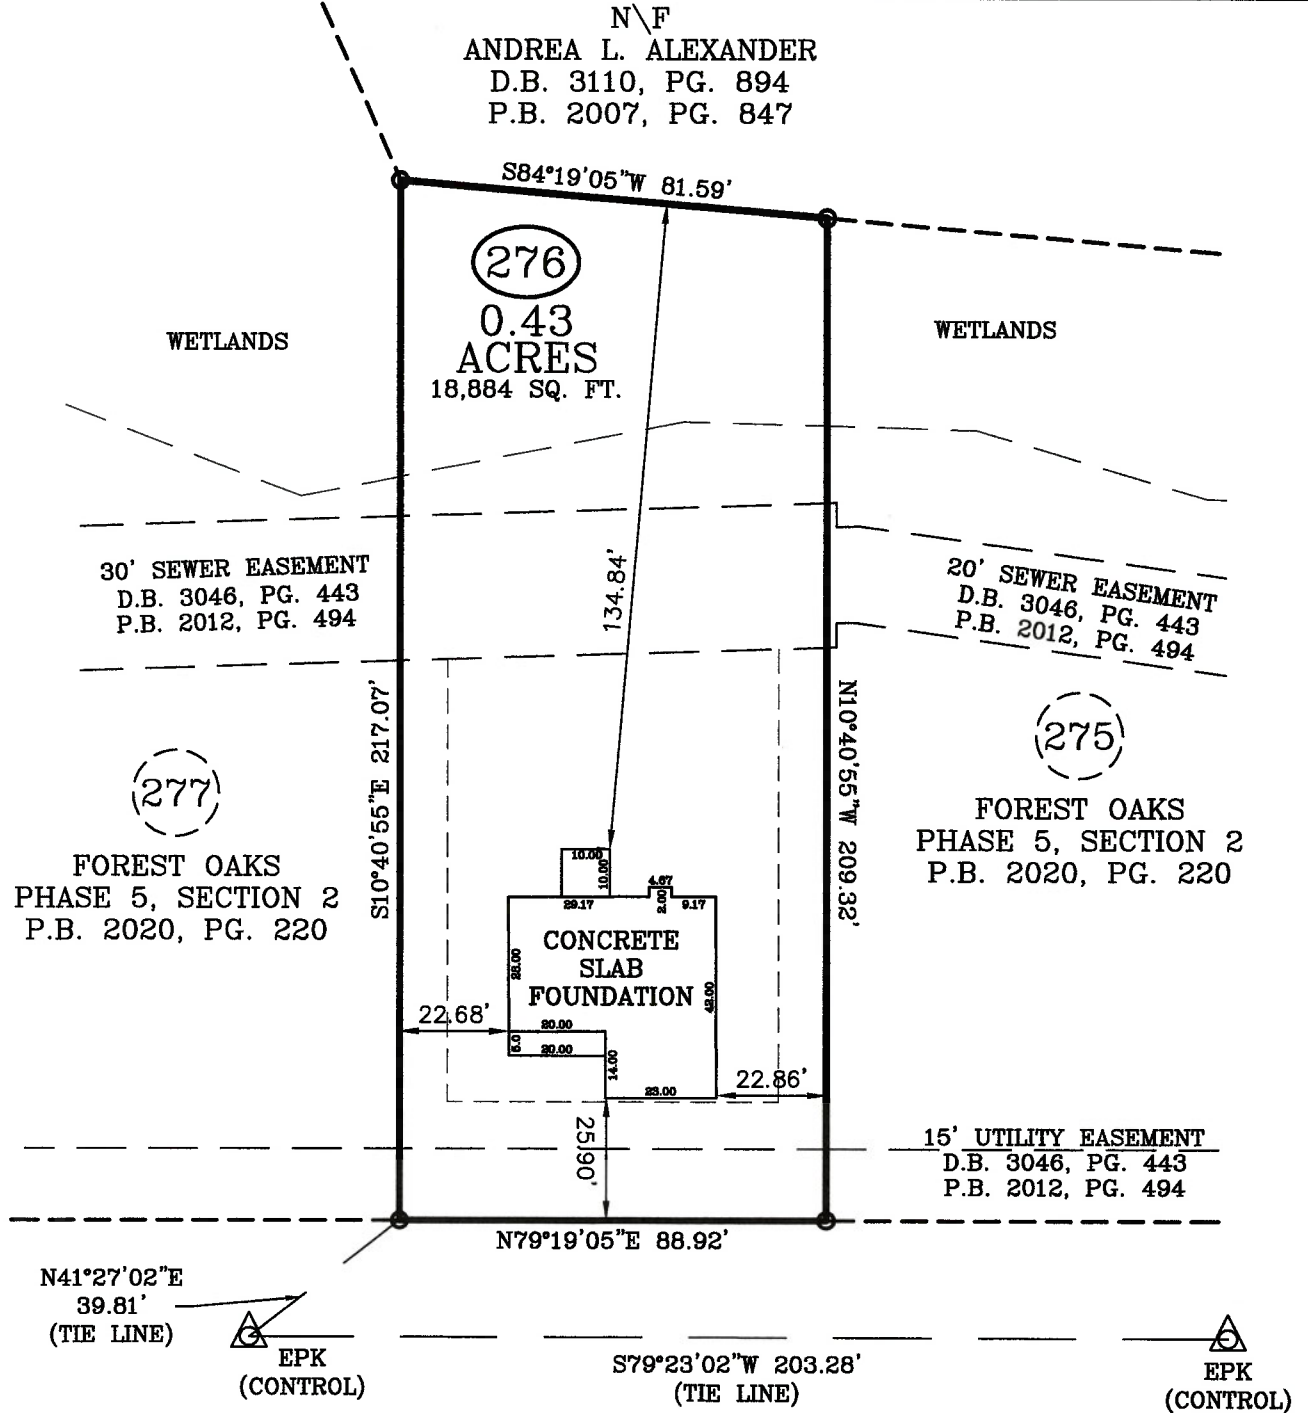 N\F
ANDREA L. ALEXANDER
D.B. 3110, PG. 894
P.B. 2007, PG. 847
S84°19'05"W 81.59'
276
0.43
ACRES
18,884 SQ. FT.
WETLANDS
WETLANDS
30' SEWER EASEMENT
D.B. 3046, PG. 443
P.B. 2012, PG. 494
134.84'
20' SEWER EASEMENT
D.B. 3046, PG. 443
P.B. 2012, PG. 494
S10°40'55"E 217.07'
N10°40'55"W 209.32'
277
FOREST OAKS
PHASE 5, SECTION 2
P.B. 2020, PG. 220
275
FOREST OAKS
PHASE 5, SECTION 2
P.B. 2020, PG. 220
10.00
10.00
4.67
2.00
29.17
9.17
CONCRETE
SLAB
FOUNDATION
28.00
42.00
22.68'
20.00
5.0
20.00
14.00
23.00
22.86'
25.90'
15' UTILITY EASEMENT
D.B. 3046, PG. 443
P.B. 2012, PG. 494
N79°19'05"E 88.92'
N41°27'02"E
39.81'
(TIE LINE)
EPK
(CONTROL)
S79°23'02"W 203.28'
(TIE LINE)
EPK
(CONTROL)